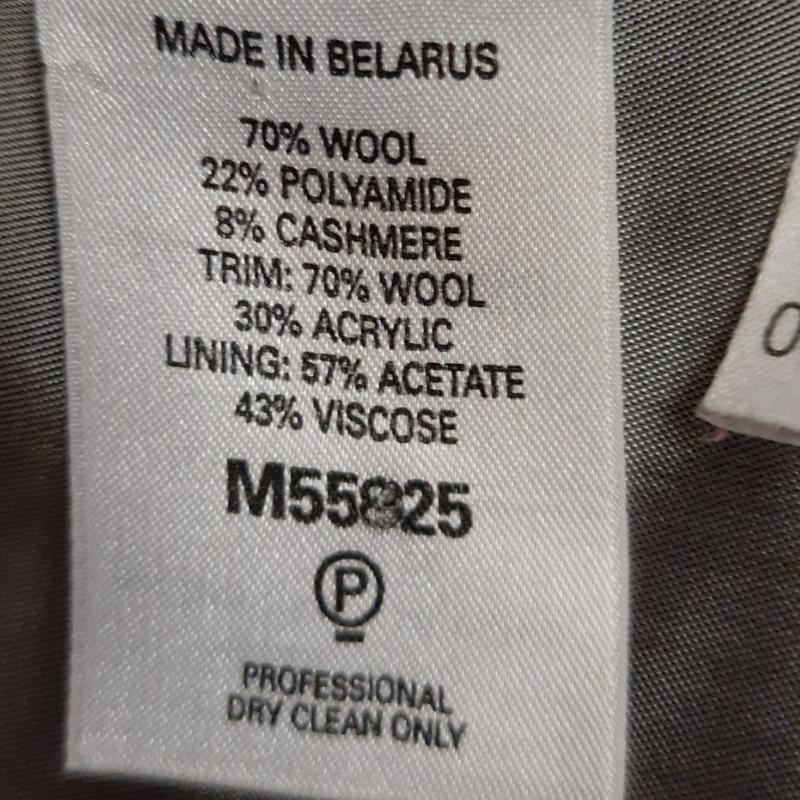 MADE IN BELARUS
70% WOOL
22% POLYAMIDE
8% CASHMERE
TRIM: 70% WOOL
30% ACRYLIC
LINING: 57% ACETATE
43% VISCOSE
P
PROFESSIONAL
DRY CLEAN ONLY
0